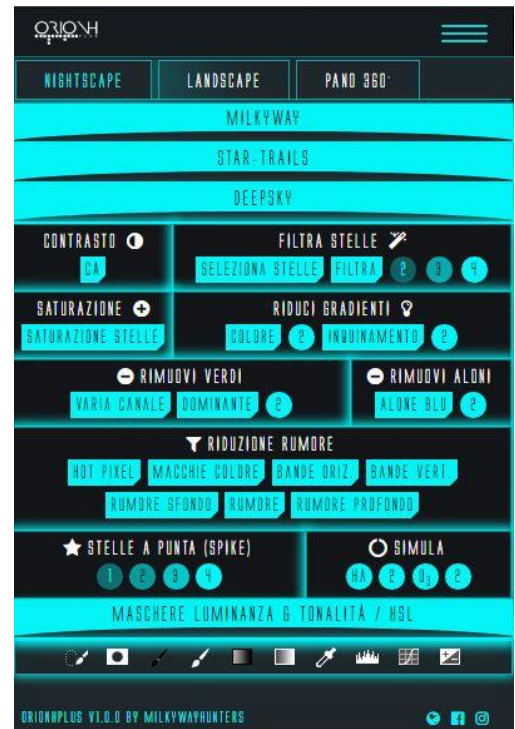 ORIONH
NIGHTSCAPE LANDSCAPE PANO 360°
MILKYWAY
STAR-TRAILS
DEEPSKY
CONTRASTO FILTRA STELLE
CA SELEZIONA STELLE FILTRA 2 3 4
SATURAZIONE RIDUCI GRADIENTI
SATURAZIONE STELLE COLORE 2 INQUINAMENTO 2
RIMUOVI VERDI RIMUOVI ALONI
VARIA CANALE DOMINANTE 2 ALONE BLU 2
RIDUZIONE RUMORE
HOT PIXEL MACCHIE COLORE BANDE ORIZ. BANDE VERT.
RUMORE SFONDO RUMORE RUMORE PROFONDO
STELLE A PUNTA (SPIKE) SIMULA
1 2 3 4 HA 2 O3 2
MASCHERE LUMINANZA & TONALITÀ / HSL
ORIONHPLUS V1.0.0 BY MILKYWAYHUNTERS